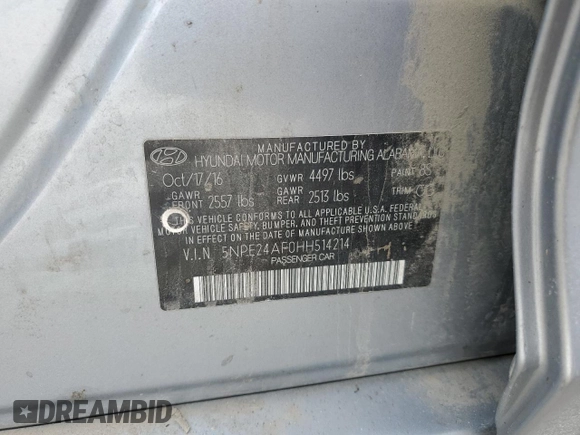 MANUFACTURED BY
HYUNDAI MOTOR MANUFACTURING ALABAMA
Oct/17/16 GVWR 4497 lbs PAINT
GAWR FRONT 2557 lbs GAWR REAR 2513 lbs TRIM
THIS VEHICLE CONFORMS TO ALL APPLICABLE U.S.A. FEDERAL
MOTOR VEHICLE SAFETY, BUMPER, AND THEFT PREVENTION STANDARDS
IN EFFECT ON THE DATE OF MANUFACTURE SHOWN ABOVE.
V.I.N 5NPE24AF0HH514214
PASSENGER CAR
DREAMBID